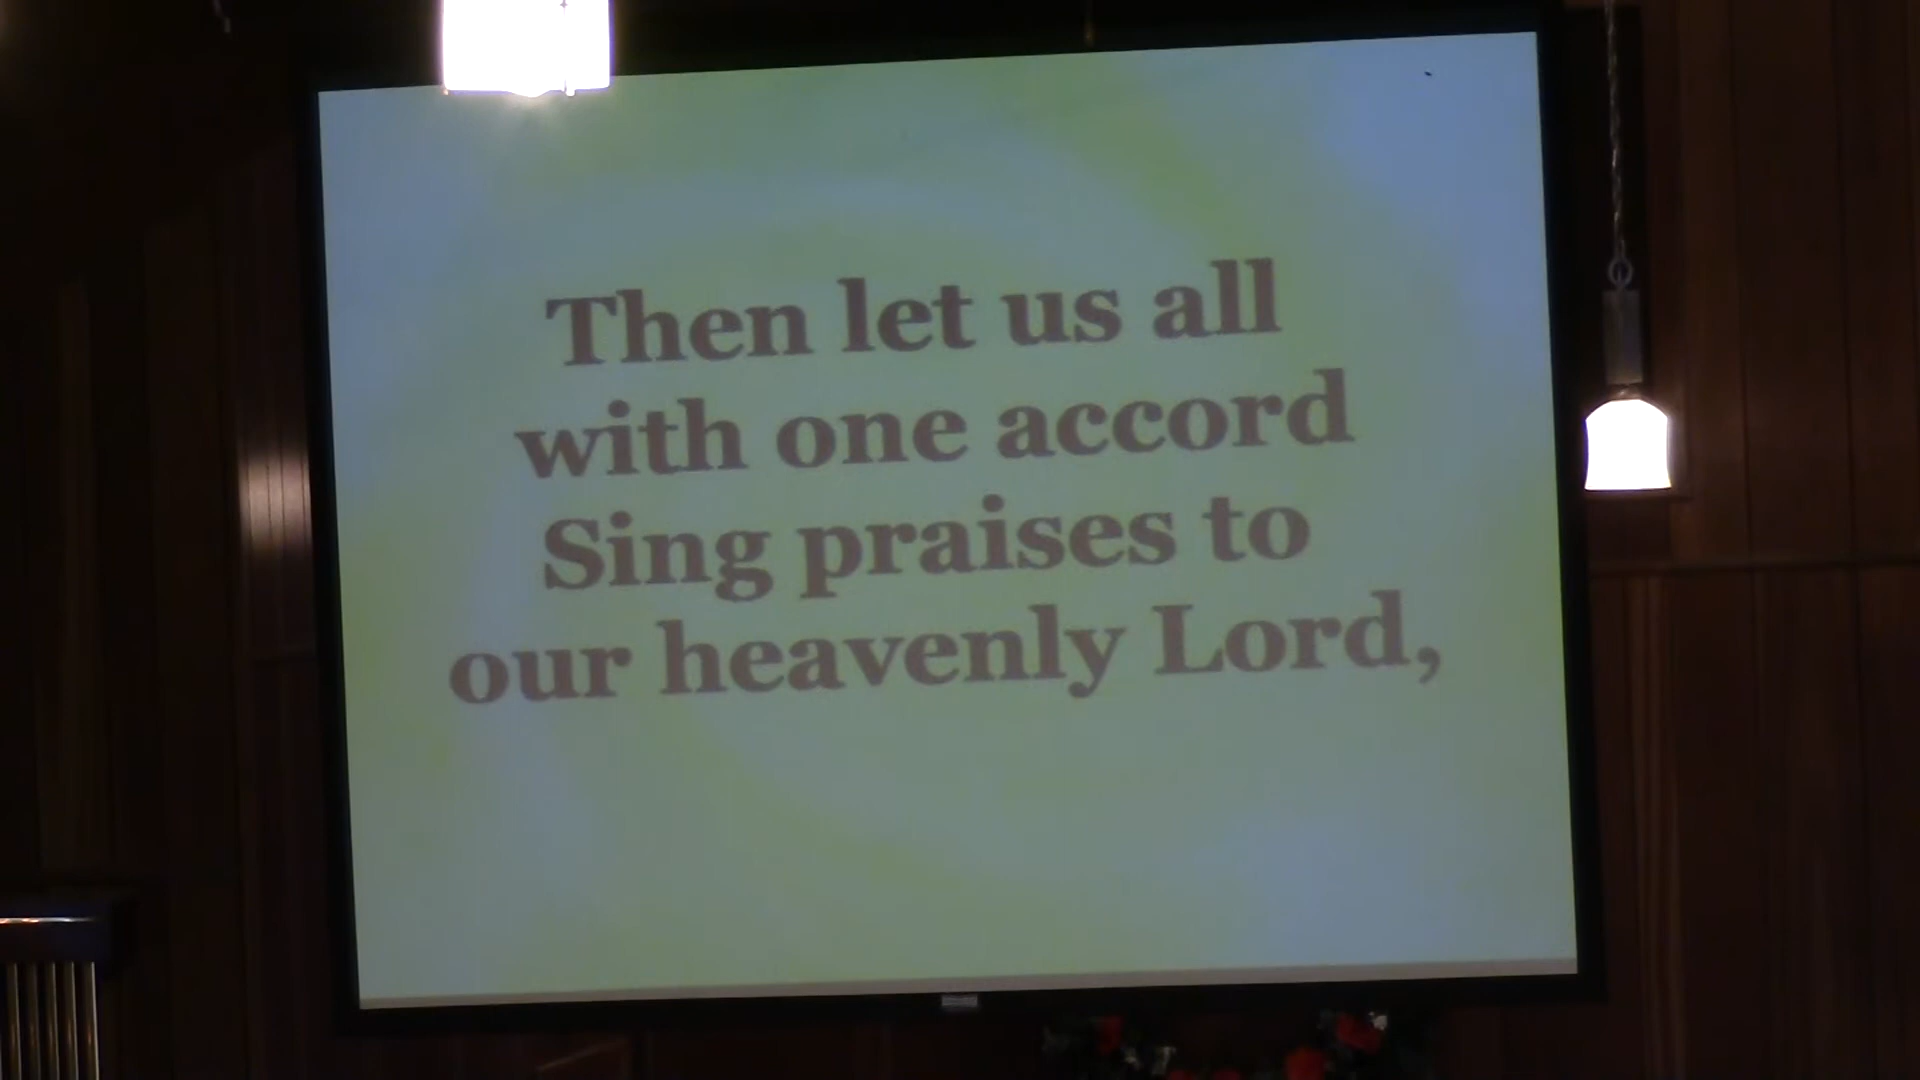 Then let us all
with one accord
Sing praises to
our heavenly Lord,